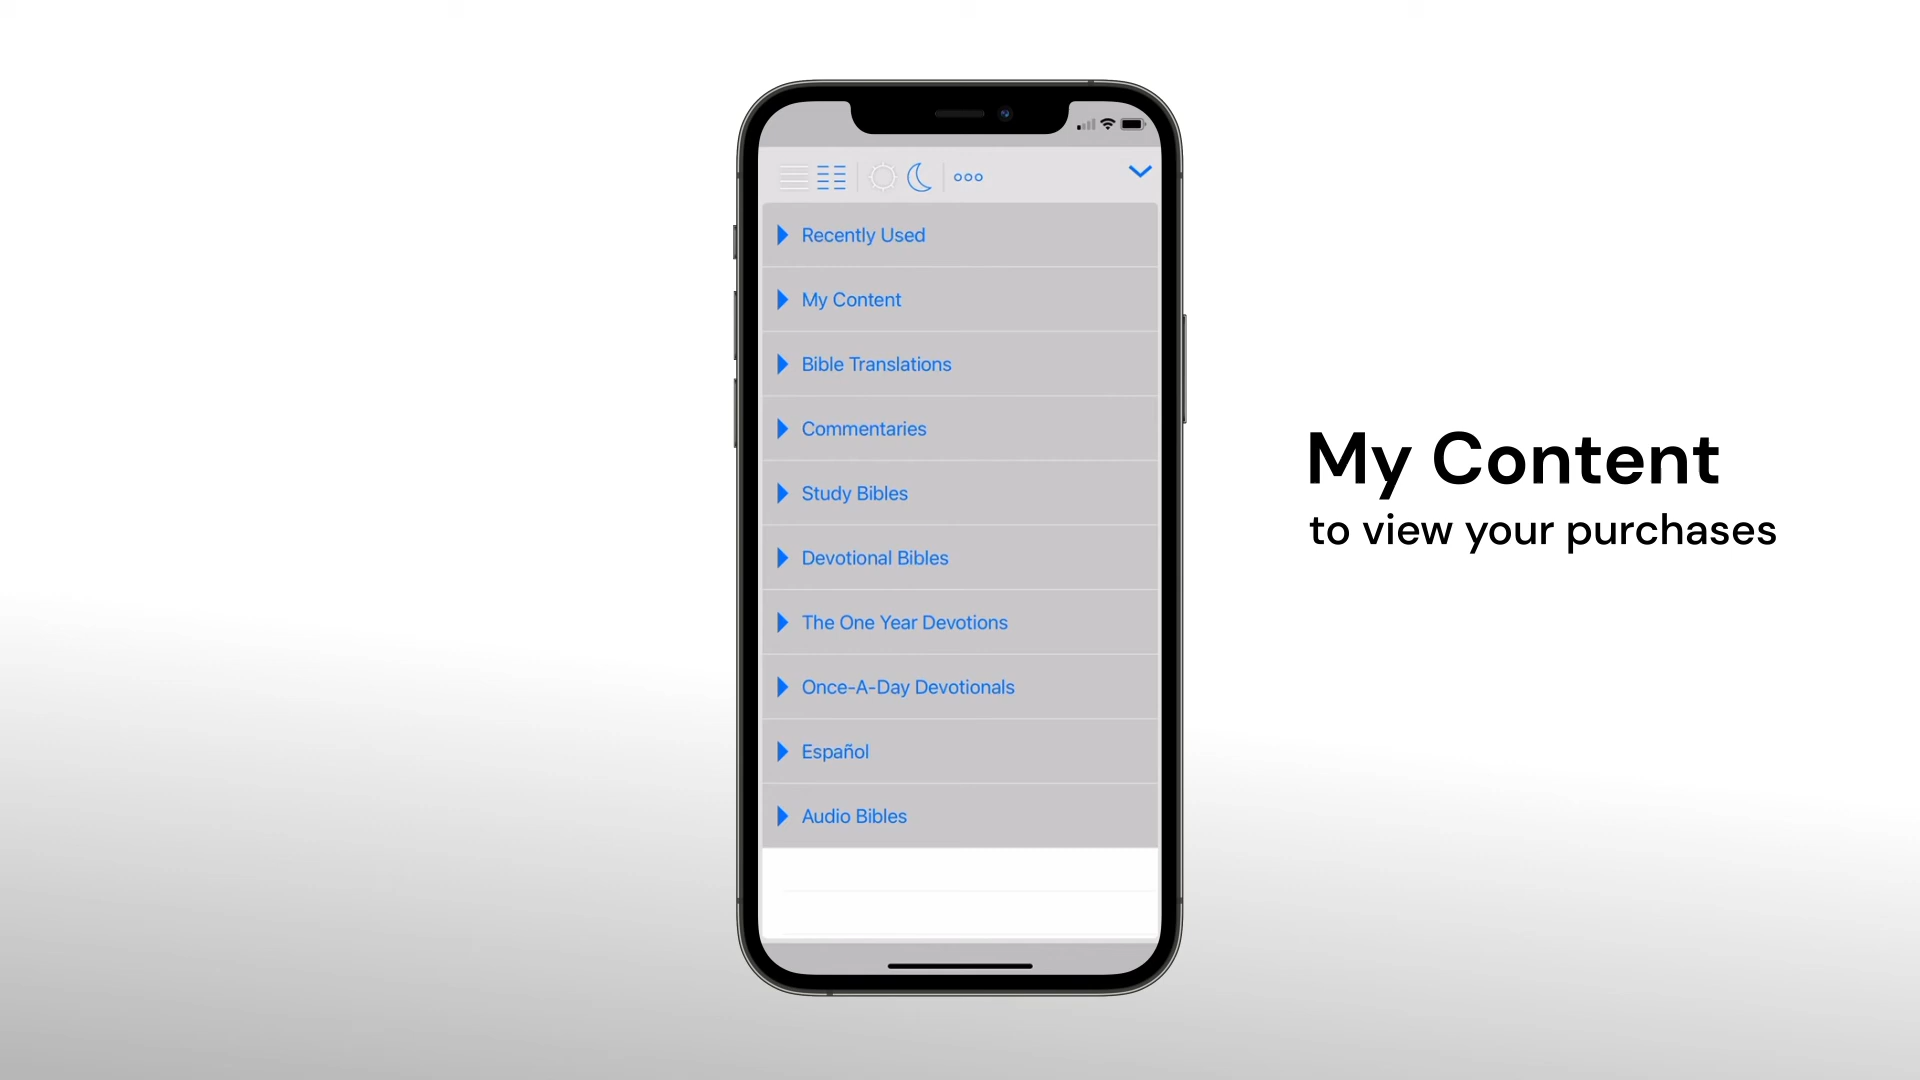 Recently Used
My Content
Bible Translations
Commentaries
Study Bibles
Devotional Bibles
The One Year Devotions
Once-A-Day Devotionals
Español
Audio Bibles
My Content
to view your purchases